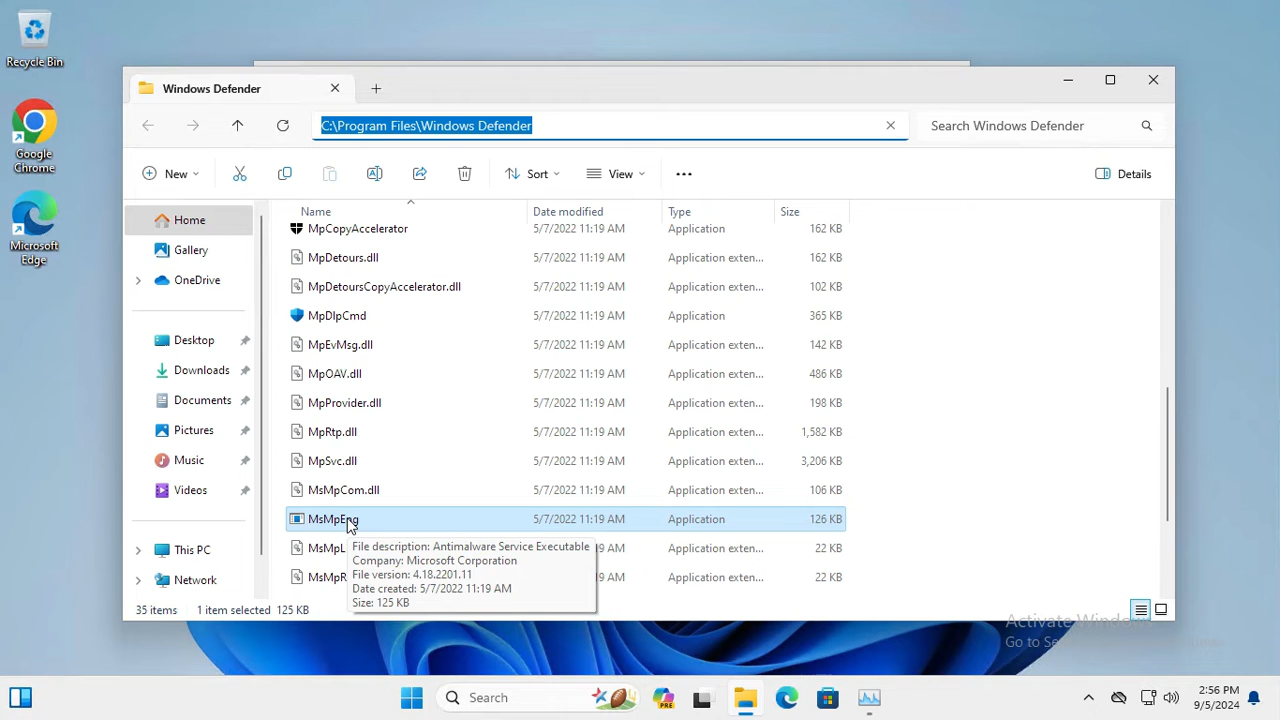 Recycle Bin
Google
Chrome
Microsoft
Edge
Windows Defender
C:\Program Files\Windows Defender
Search Windows Defender
New
Sort
View
Details
Home
Gallery
OneDrive
Desktop
Downloads
Documents
Pictures
Music
Videos
This PC
Network
Name Date modified Type Size
MpCopyAccelerator 5/7/2022 11:19 AM Application 162 KB
MpDetours.dll 5/7/2022 11:19 AM Application exten... 162 KB
MpDetoursCopyAccelerator.dll 5/7/2022 11:19 AM Application exten... 102 KB
MpDlpCmd 5/7/2022 11:19 AM Application 365 KB
MpEvMsg.dll 5/7/2022 11:19 AM Application exten... 142 KB
MpOAV.dll 5/7/2022 11:19 AM Application exten... 486 KB
MpProvider.dll 5/7/2022 11:19 AM Application exten... 198 KB
MpRtp.dll 5/7/2022 11:19 AM Application exten... 1,582 KB
MpSvc.dll 5/7/2022 11:19 AM Application exten... 3,206 KB
MsMpCom.dll 5/7/2022 11:19 AM Application exten... 106 KB
MsMpEng 5/7/2022 11:19 AM Application 126 KB
MsMpL AM Application exten... 22 KB
MsMpR AM Application exten... 22 KB
File description: Antimalware Service Executable
Company: Microsoft Corporation
File version: 4.18.2201.11
Date created: 5/7/2022 11:19 AM
Size: 125 KB
35 items 1 item selected 125 KB
Activate Windows
Search
PRE
2:56 PM
9/5/2024